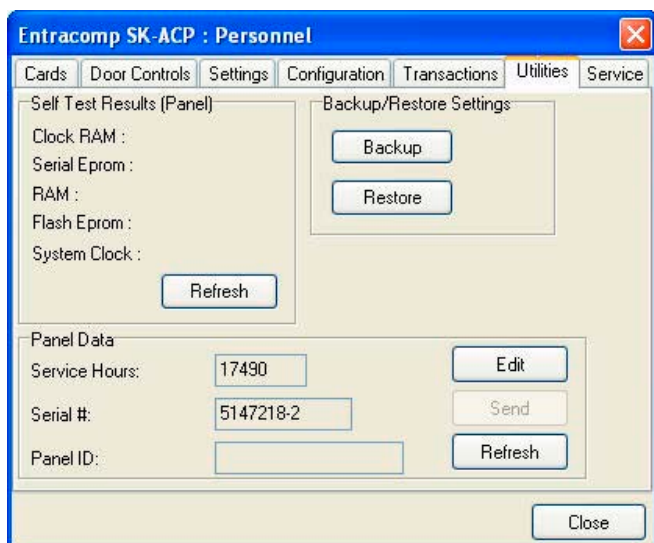 Entracomp SK-ACP : Personnel
Cards Door Controls Settings Configuration Transactions Utilities Service
Self Test Results (Panel)
Clock RAM :
Serial Eprom :
RAM :
Flash Eprom :
System Clock :
Refresh
Backup/Restore Settings
Backup
Restore
Panel Data
Service Hours: 17490 Edit
Serial #: 5147218-2 Send
Panel ID: Refresh
Close